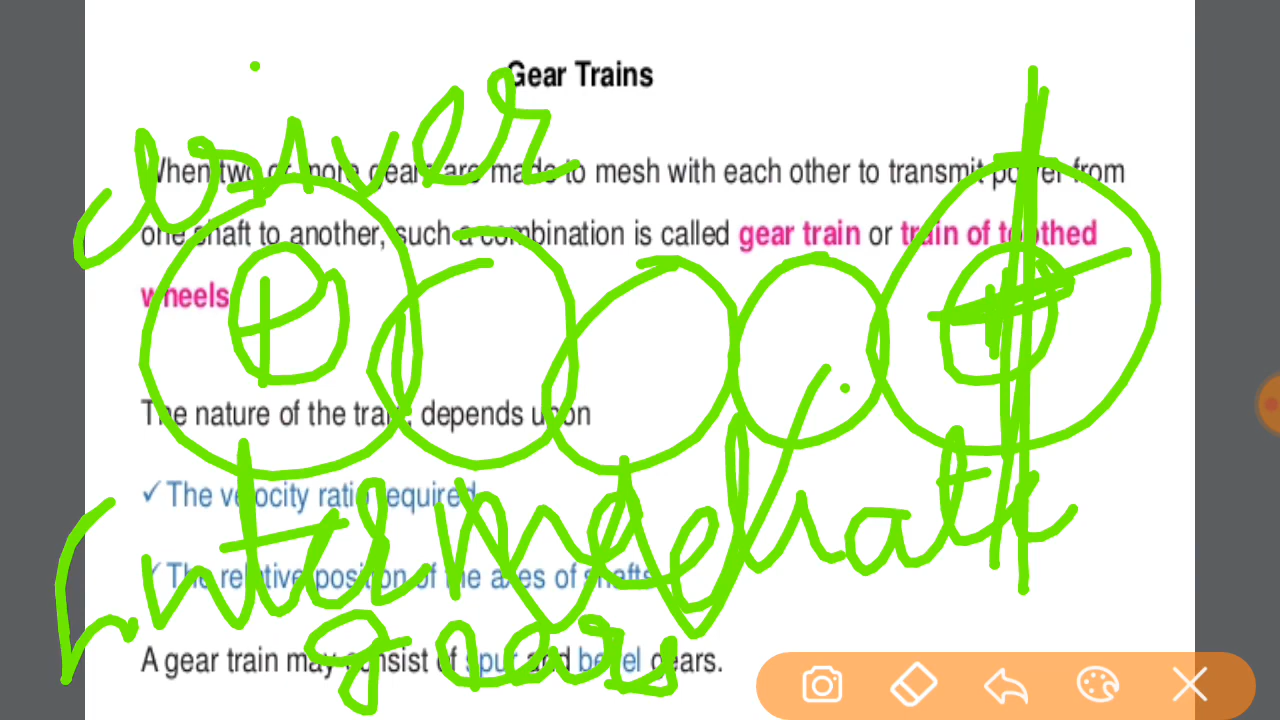 Gear Trains
driver
When two or more gears are made to mesh with each other to transmit power from
one shaft to another, such a combination is called gear train or train of toothed
wheels
The nature of the train depends upon
✓ The velocity ratio required
Intermediate
✓ The relative position of the axes of shafts
gears
A gear train may consist of spur and bevel gears.